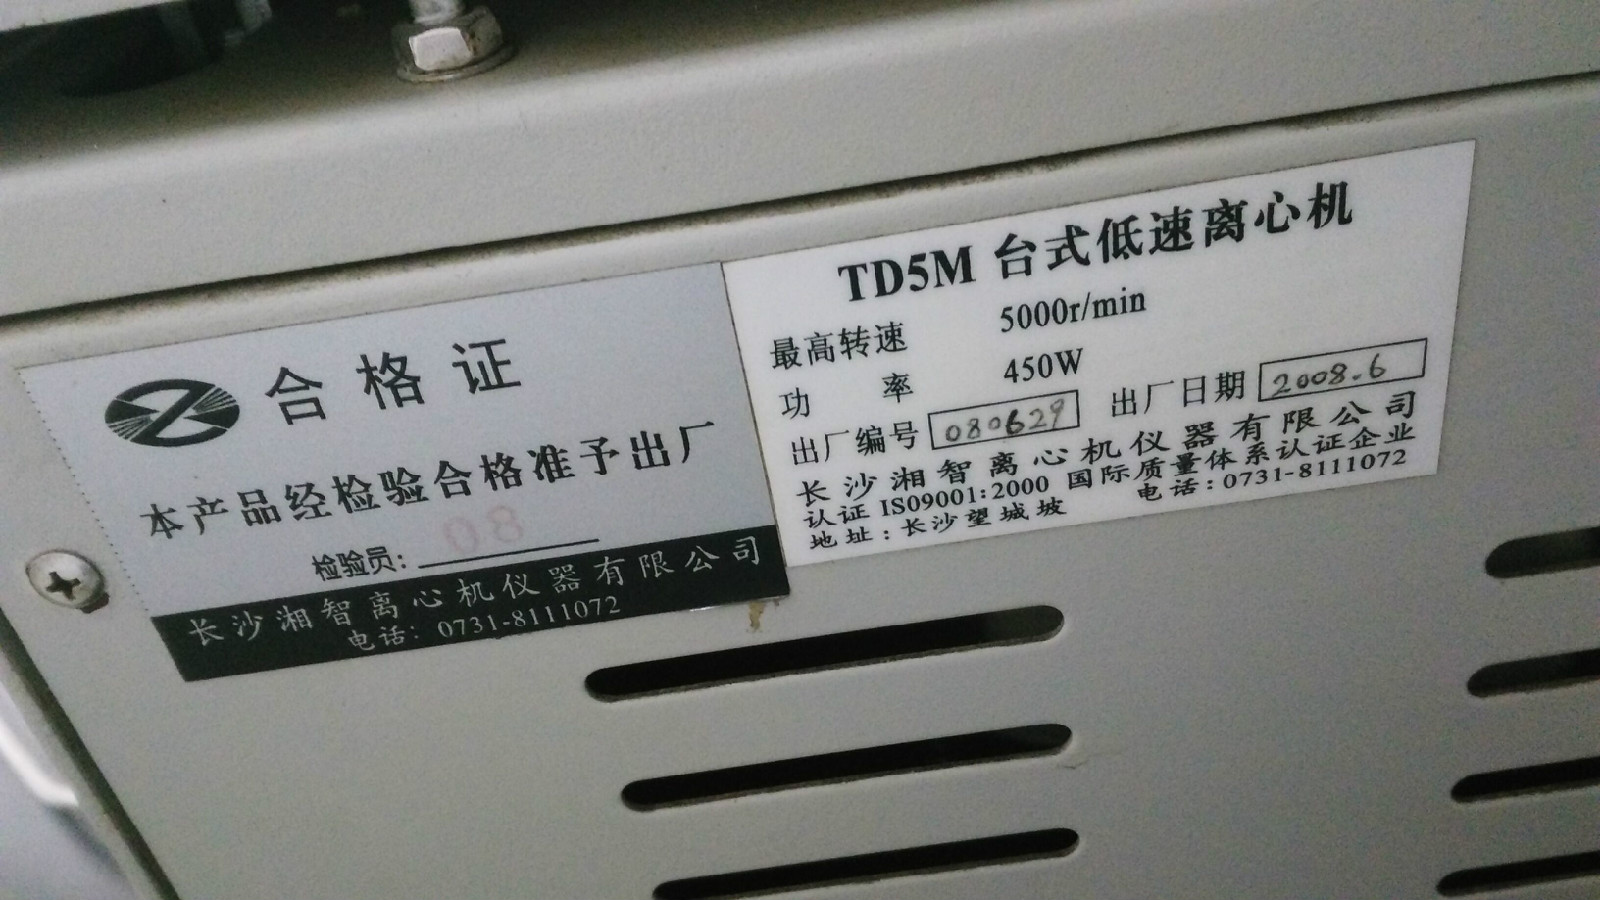 合格证
本产品经检验合格准予出厂
检验员: 08
长沙湘智离心机仪器有限公司
电话: 0731-8111072
TD5M 台式低速离心机
最高转速 5000r/min
功 率 450W
出厂编号 080629 出厂日期 2008.6
长沙湘智离心机仪器有限公司
认证 IS09001:2000 国际质量体系认证企业
地址:长沙望城坡 电话:0731-8111072